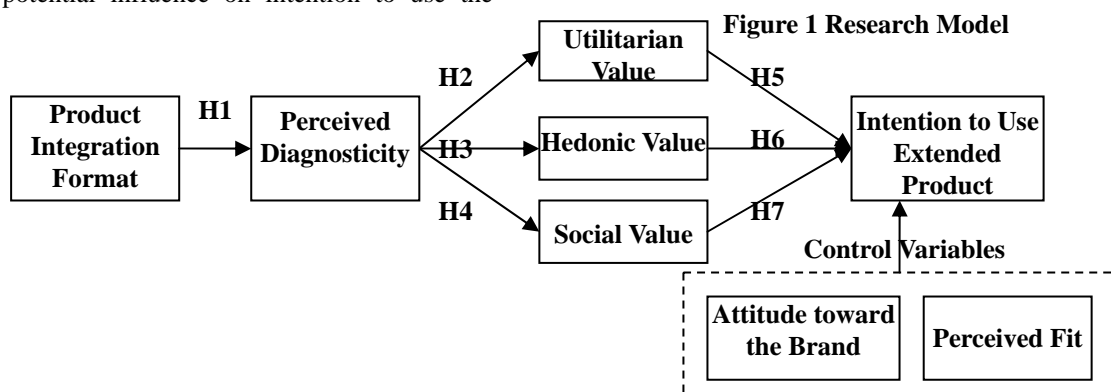 potential influence on intention to use the
Figure 1 Research Model
Product
Integration
Format
H1
Perceived
Diagnosticity
H2
H3
H4
Utilitarian
Value
Hedonic Value
Social Value
H5
H6
H7
Intention to Use
Extended
Product
Control Variables
Attitude toward
the Brand
Perceived Fit